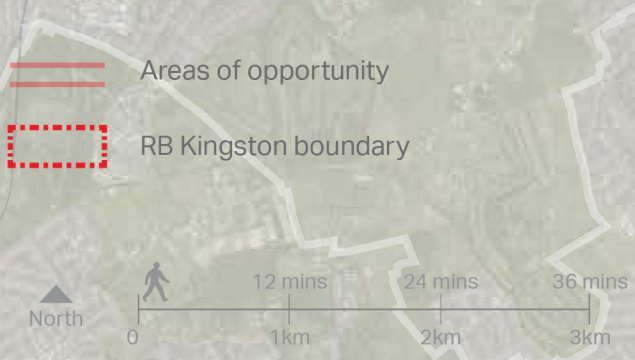 Areas of opportunity
RB Kingston boundary
12 mins 24 mins 36 mins
North
0 1km 2km 3km